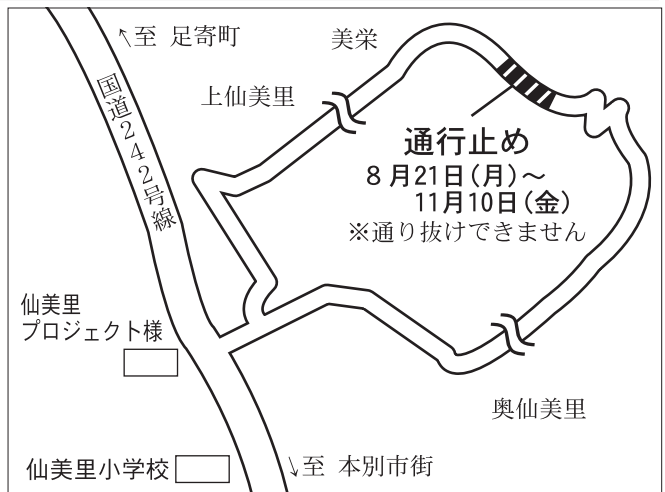 ↖至 足寄町
美栄
上仙美里
国道242号線
通行止め
8月21日(月)～
11月10日(金)
※通り抜けできません
仙美里
プロジェクト様
奥仙美里
仙美里小学校
↘至 本別市街